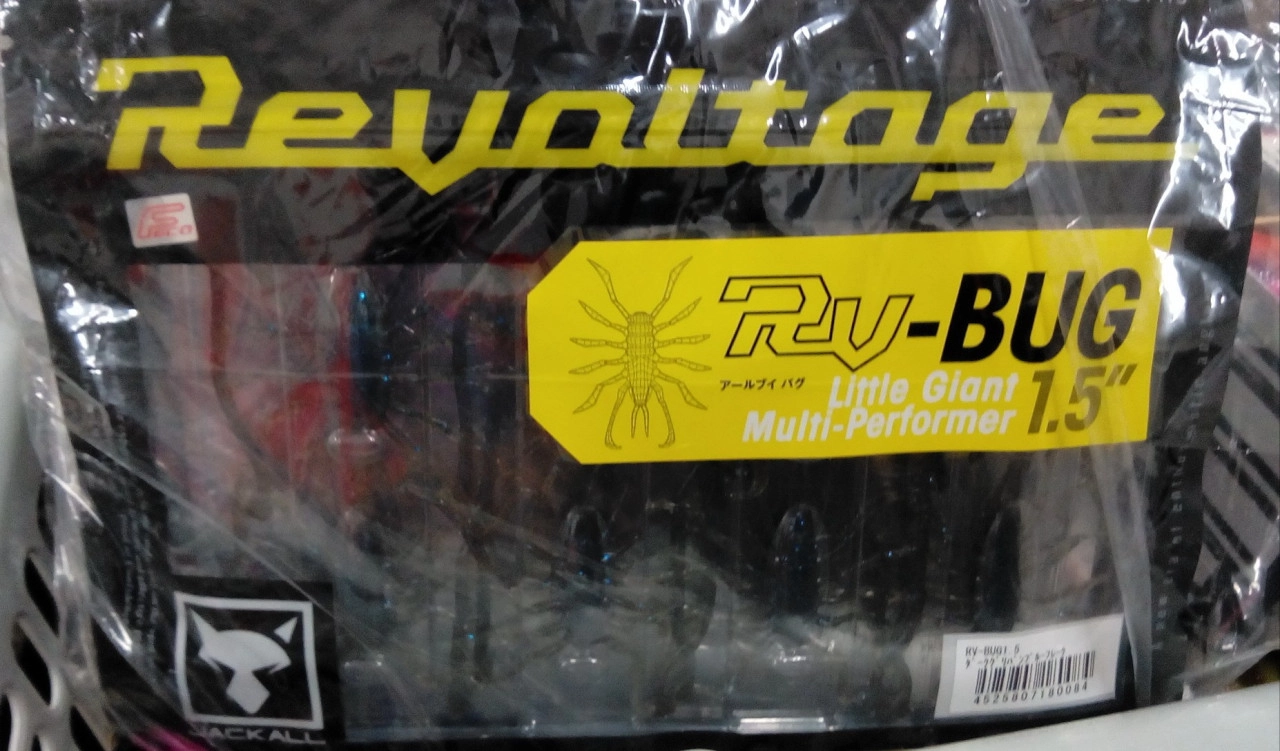 Revoltage
Feco
RV-BUG
アールブイ バグ
Little Giant
Multi-Performer 1.5″
RV-BUG1.5
4525807180084
JACKALL